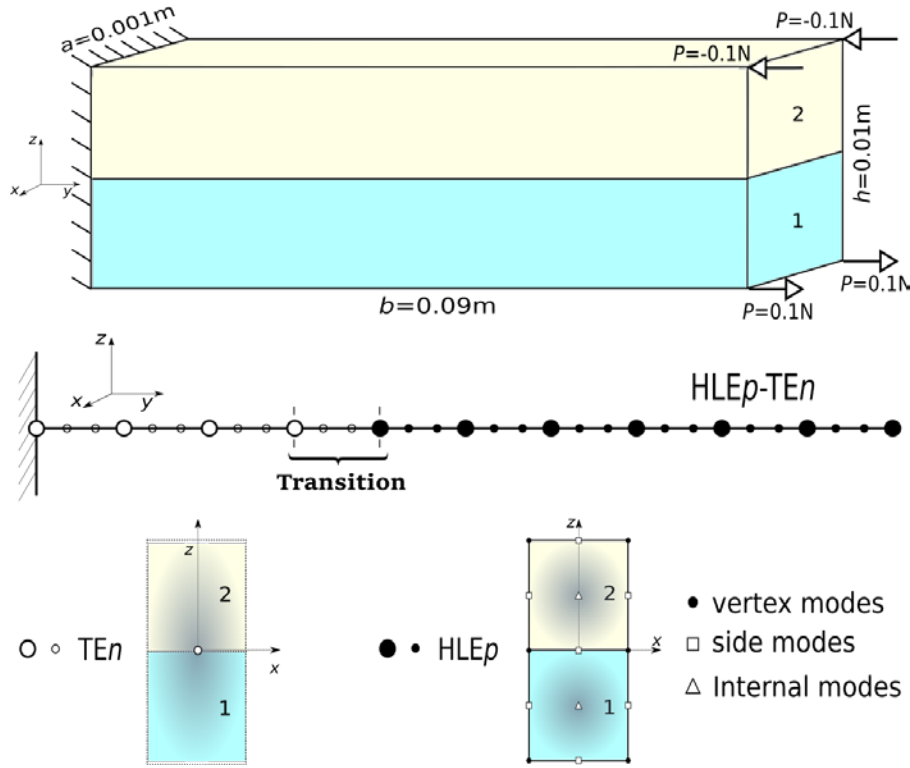 a=0.001m
P=-0.1N
P=-0.1N
2
h=0.01m
1
z
x
y
b=0.09m
P=0.1N
P=0.1N
z
x
y
HLEp-TEn
Transition
z
2
TEn
x
1
z
2
HLEp
x
1
vertex modes
side modes
Internal modes